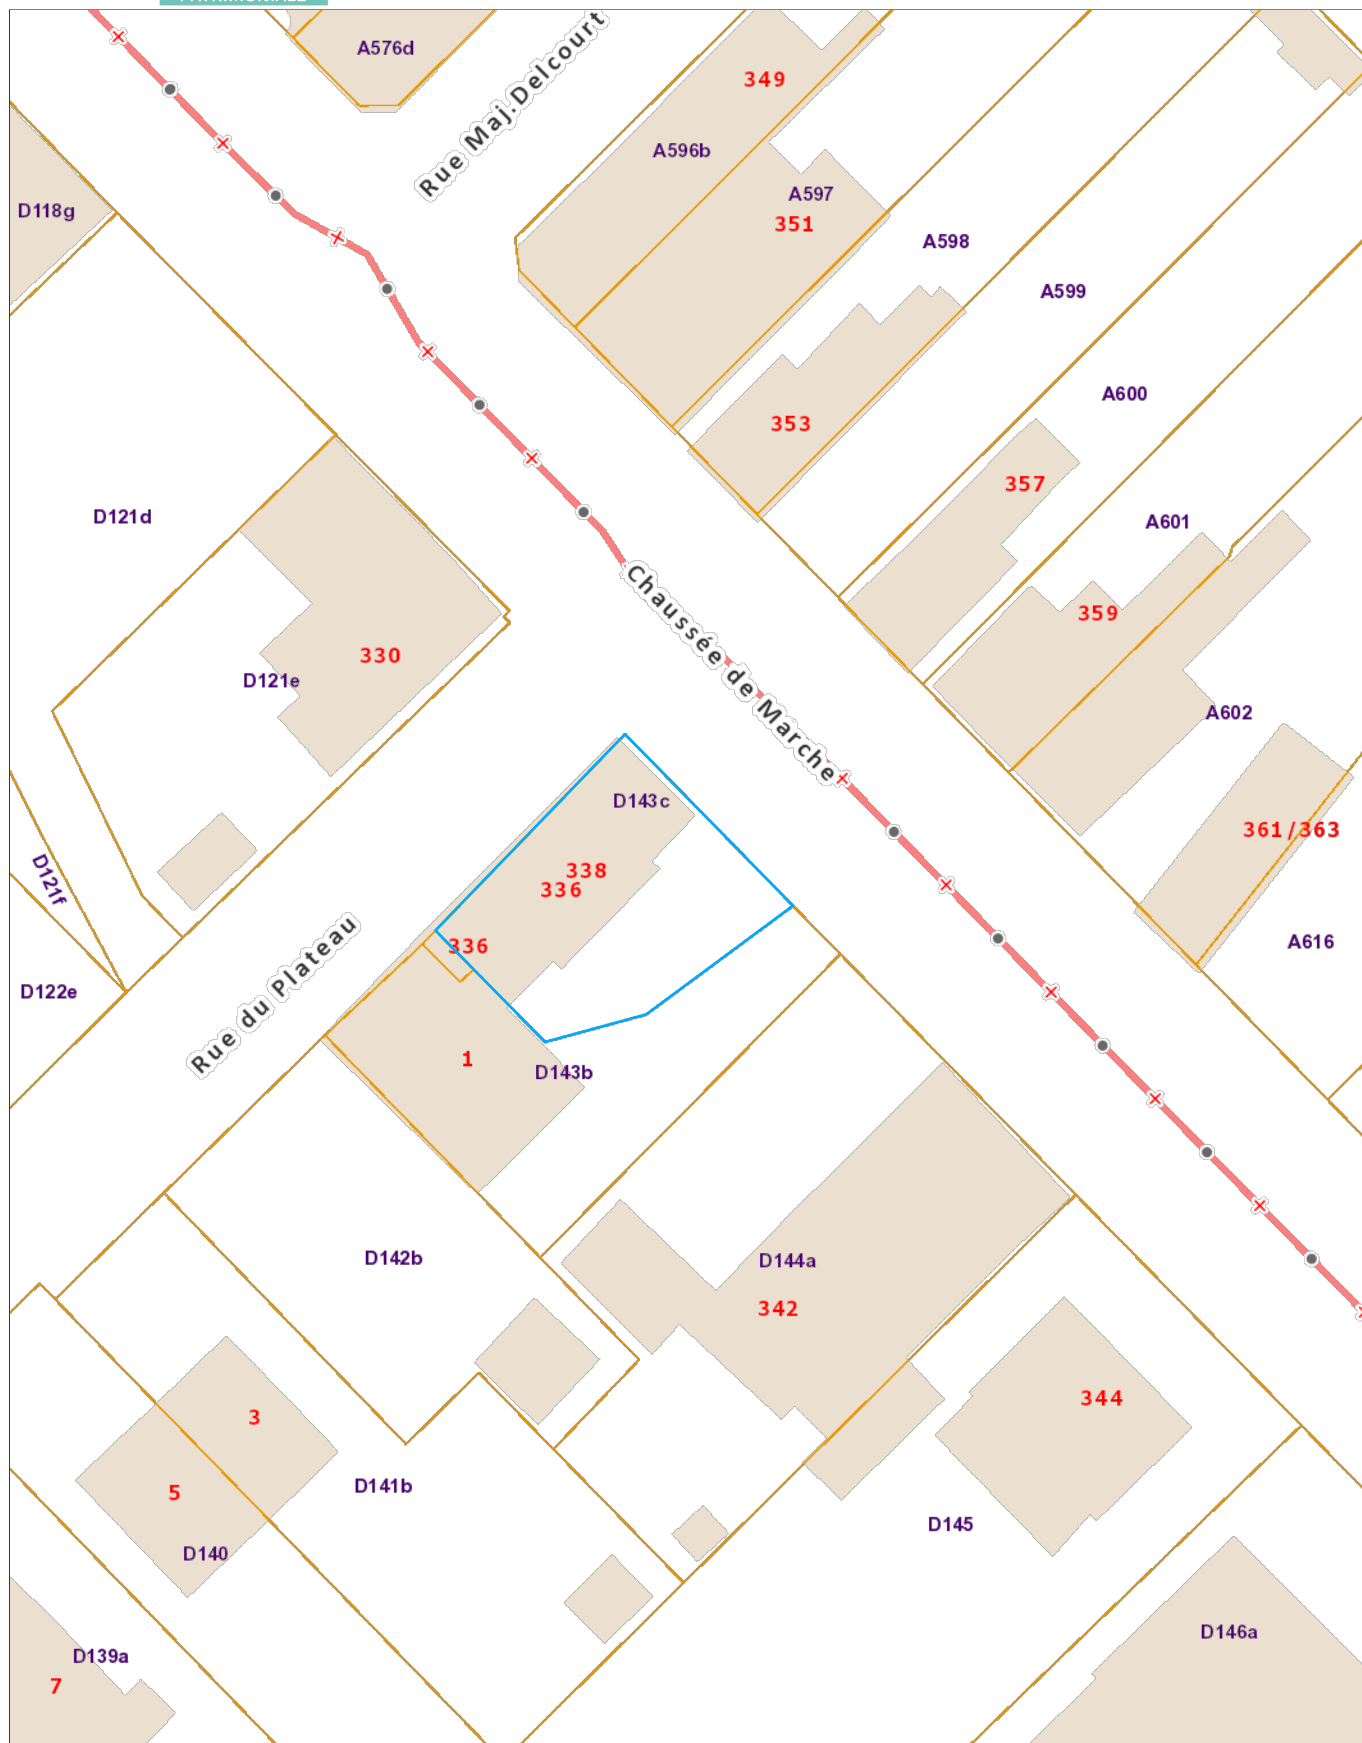 A576d
Rue Maj.Delcourt
349
A596b
A597
351
D118g
A598
A599
A600
353
357
D121d
A601
359
Chaussée de Marche
330
D121e
A602
D143c
361/363
338
336
D121f
336
A616
D122e
Rue du Plateau
1
D143b
D142b
D144a
342
344
3
D141b
5
D145
D140
D146a
D139a
7